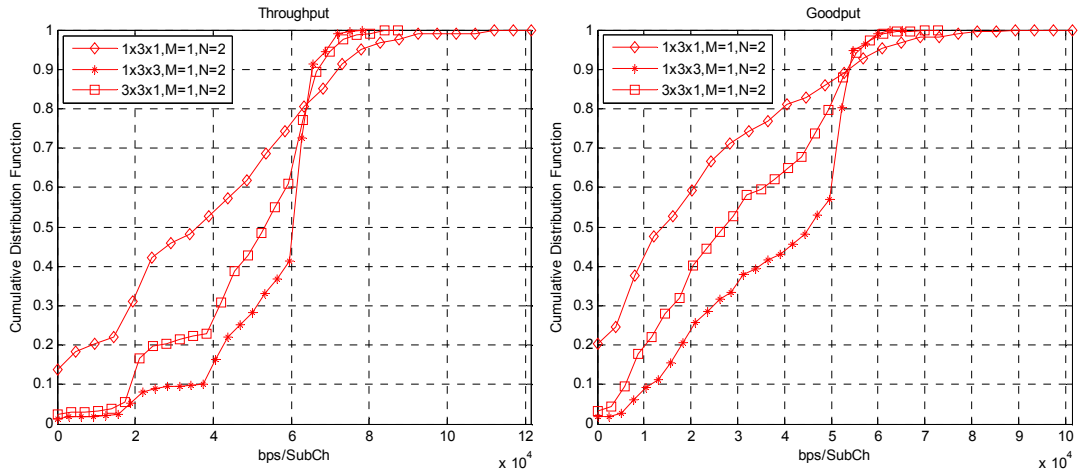 Throughput
1x3x1,M=1,N=2
1x3x3,M=1,N=2
3x3x1,M=1,N=2
Cumulative Distribution Function
1
0.9
0.8
0.7
0.6
0.5
0.4
0.3
0.2
0.1
0
0 2 4 6 8 10 12
bps/SubCh
x 10^4
Goodput
1x3x1,M=1,N=2
1x3x3,M=1,N=2
3x3x1,M=1,N=2
Cumulative Distribution Function
1
0.9
0.8
0.7
0.6
0.5
0.4
0.3
0.2
0.1
0
0 1 2 3 4 5 6 7 8 9 10
bps/SubCh
x 10^4